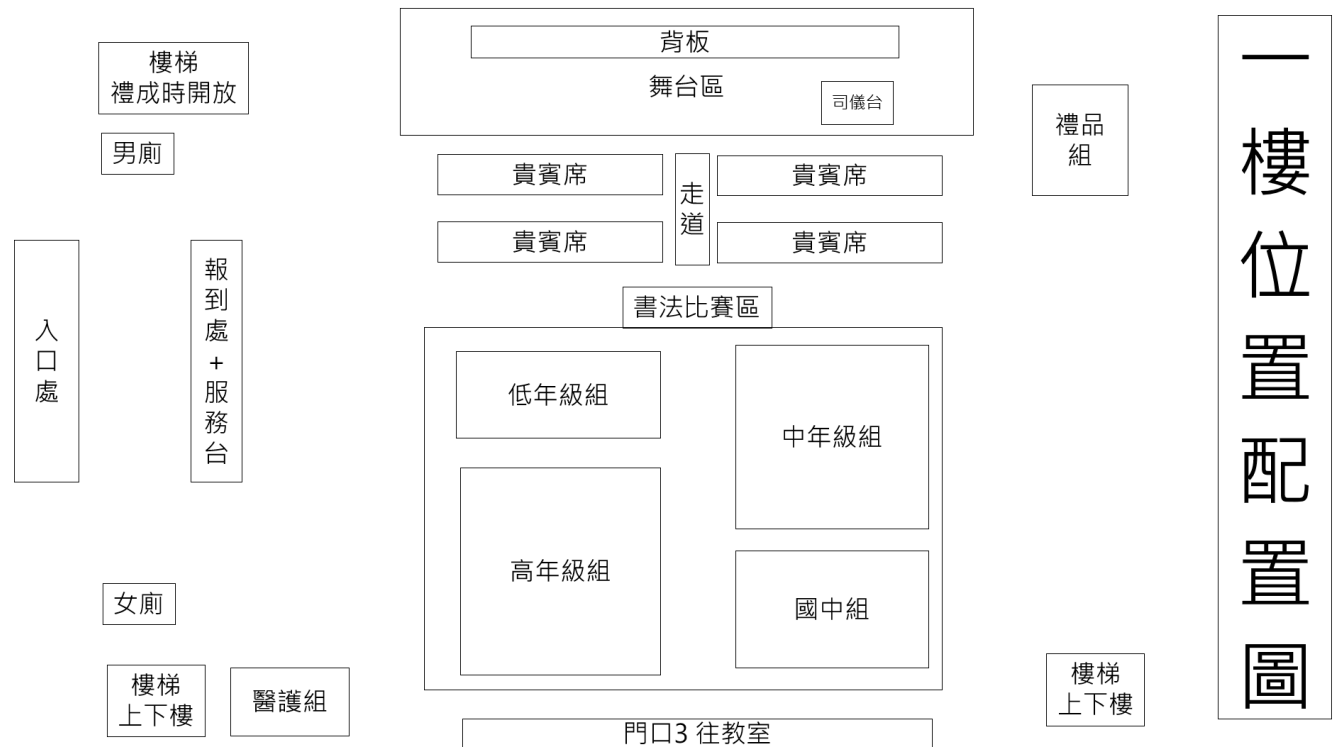 一樓位置配置圖
背板
舞台區
司儀台
樓梯
禮成時開放
男廁
禮品
組
貴賓席
走道
貴賓席
貴賓席
貴賓席
入口處
報到處+服務台
書法比賽區
低年級組
中年級組
高年級組
國中組
女廁
樓梯
上下樓
醫護組
樓梯
上下樓
門口3 往教室